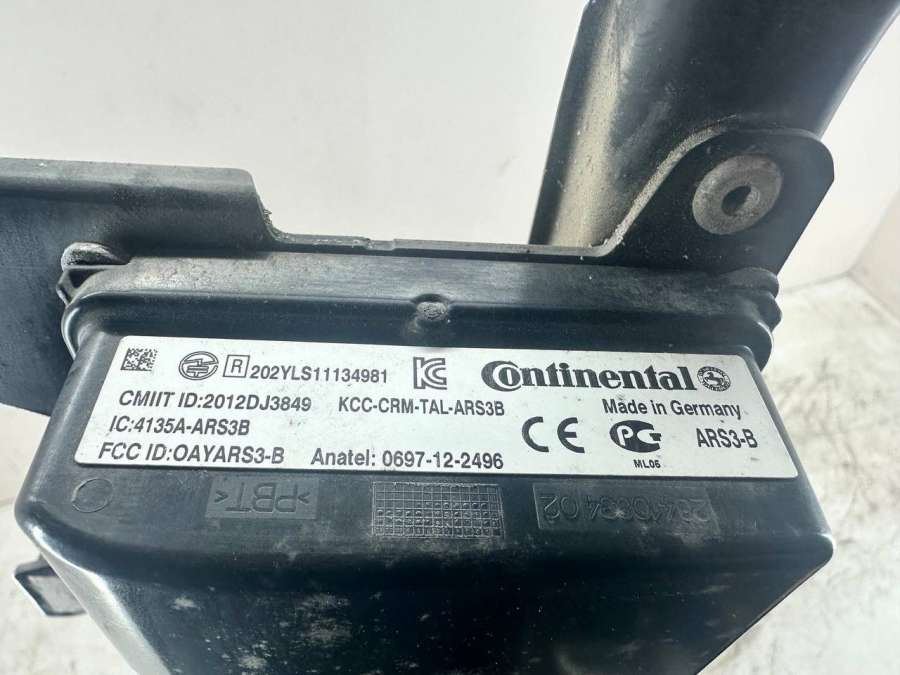 R 202YLS11134981
Continental
CMIIT ID:2012DJ3849 KCC-CRM-TAL-ARS3B
Made in Germany
IC:4135A-ARS3B
CE
ARS3-B
FCC ID:OAYARS3-B Anatel: 0697-12-2496
ML05
>PBT<